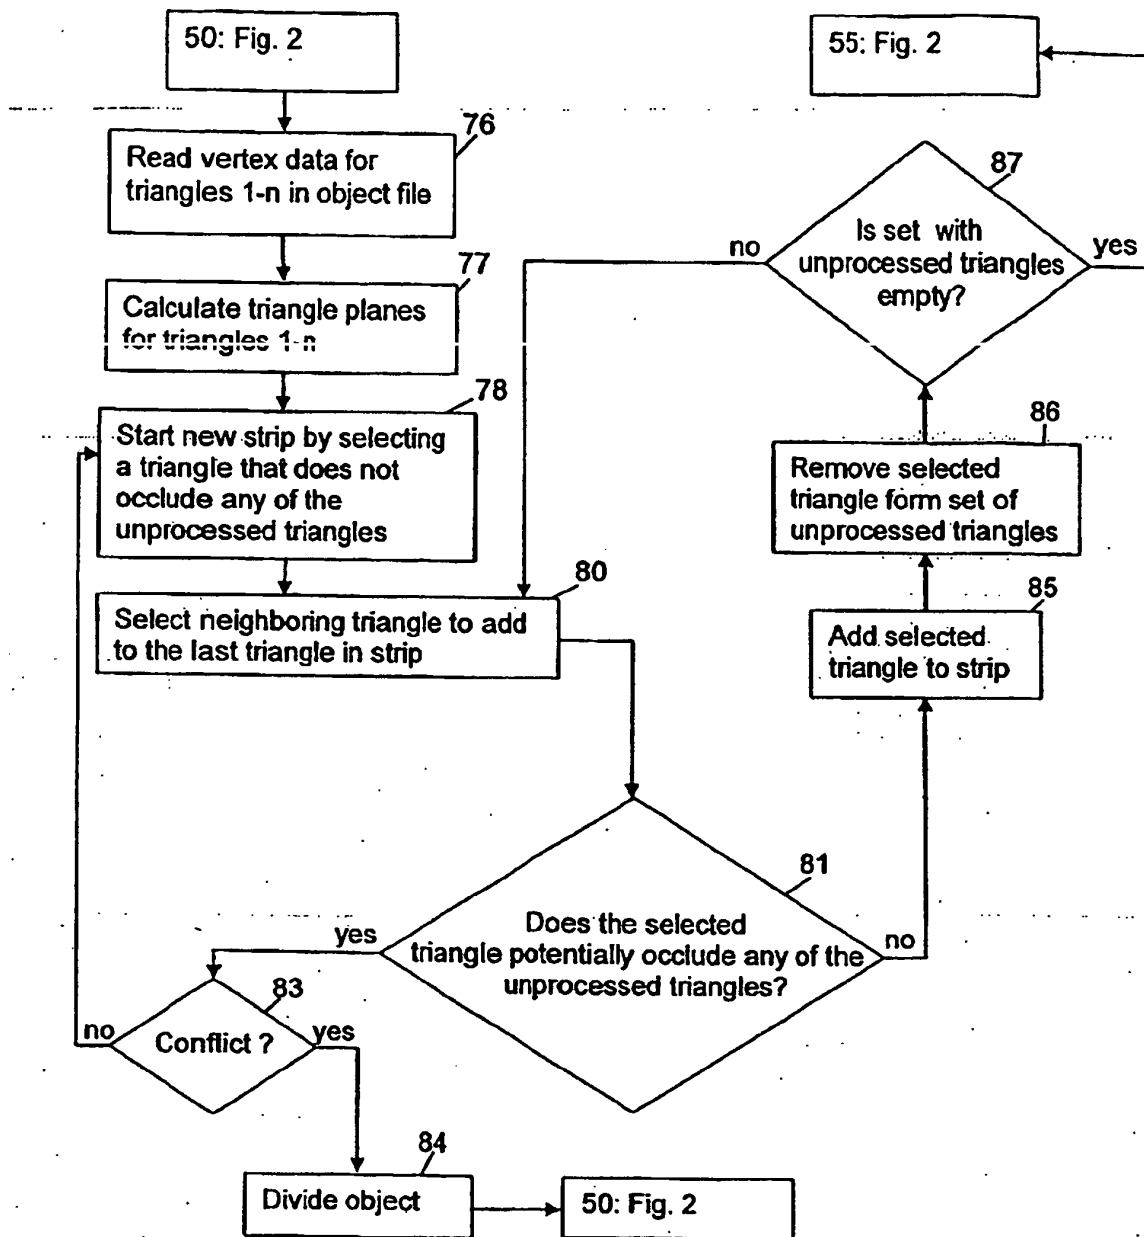 50: Fig. 2
55: Fig. 2
76
Read vertex data for
triangles 1-n in object file
77
Calculate triangle planes
for triangles 1-n
78
Start new strip by selecting
a triangle that does not
occlude any of the
unprocessed triangles
80
Select neighboring triangle to add
to the last triangle in strip
87
Is set with
unprocessed triangles
empty?
no
yes
86
Remove selected
triangle form set of
unprocessed triangles
85
Add selected
triangle to strip
81
Does the selected
triangle potentially occlude any of the
unprocessed triangles?
yes
no
83
Conflict ?
no
yes
84
Divide object
50: Fig. 2